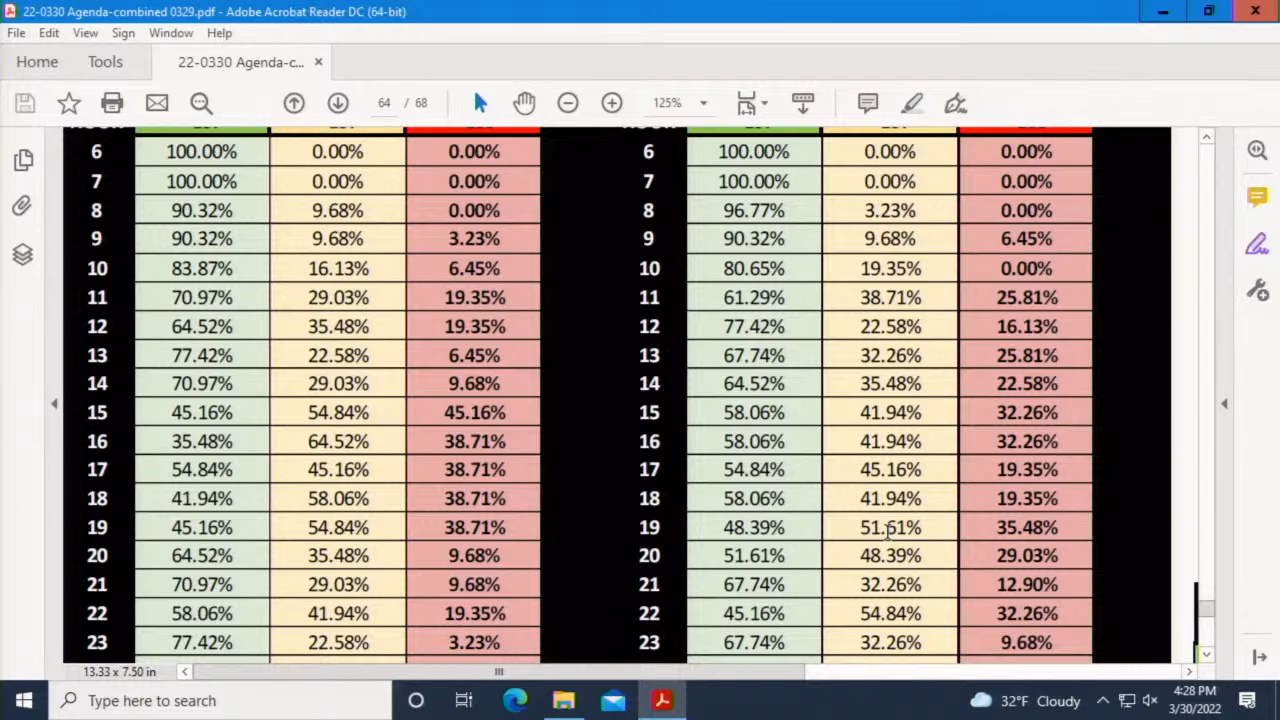 22-0330 Agenda-combined 0329.pdf - Adobe Acrobat Reader DC (64-bit)
File Edit View Sign Window Help
Home Tools 22-0330 Agenda-c... ×
64 / 68 125%
6 100.00% 0.00% 0.00% 6 100.00% 0.00% 0.00%
7 100.00% 0.00% 0.00% 7 100.00% 0.00% 0.00%
8 90.32% 9.68% 0.00% 8 96.77% 3.23% 0.00%
9 90.32% 9.68% 3.23% 9 90.32% 9.68% 6.45%
10 83.87% 16.13% 6.45% 10 80.65% 19.35% 0.00%
11 70.97% 29.03% 19.35% 11 61.29% 38.71% 25.81%
12 64.52% 35.48% 19.35% 12 77.42% 22.58% 16.13%
13 77.42% 22.58% 6.45% 13 67.74% 32.26% 25.81%
14 70.97% 29.03% 9.68% 14 64.52% 35.48% 22.58%
15 45.16% 54.84% 45.16% 15 58.06% 41.94% 32.26%
16 35.48% 64.52% 38.71% 16 58.06% 41.94% 32.26%
17 54.84% 45.16% 38.71% 17 54.84% 45.16% 19.35%
18 41.94% 58.06% 38.71% 18 58.06% 41.94% 19.35%
19 45.16% 54.84% 38.71% 19 48.39% 51.61% 35.48%
20 64.52% 35.48% 9.68% 20 51.61% 48.39% 29.03%
21 70.97% 29.03% 9.68% 21 67.74% 32.26% 12.90%
22 58.06% 41.94% 19.35% 22 45.16% 54.84% 32.26%
23 77.42% 22.58% 3.23% 23 67.74% 32.26% 9.68%
13.33 x 7.50 in
Type here to search 32°F Cloudy 4:28 PM
3/30/2022